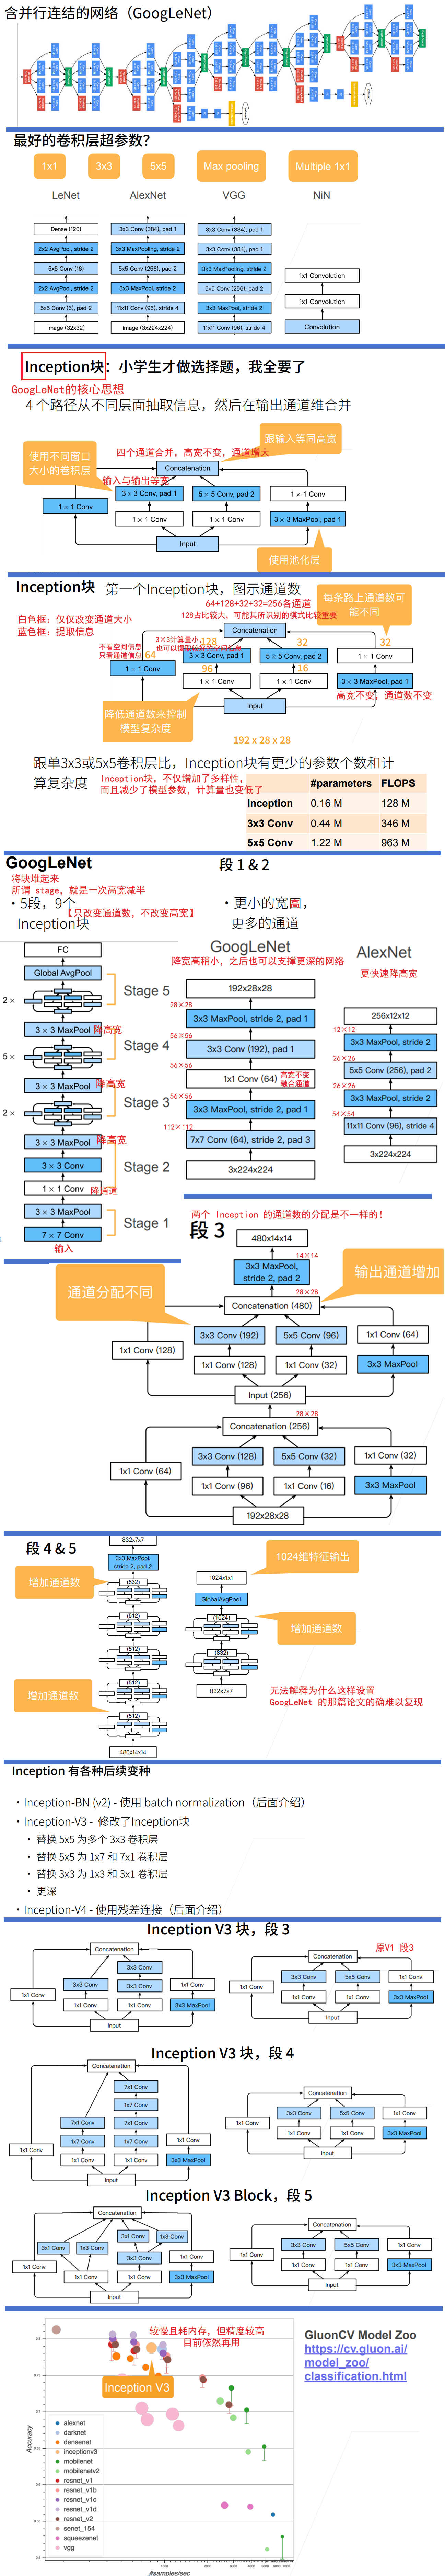 含并行连结的网络（GoogLeNet）
最好的卷积层超参数？
1x1
3x3
5x5
Max pooling
Multiple 1x1
LeNet
AlexNet
VGG
NiN
Dense (120)
2x2 AvgPool, stride 2
5x5 Conv (16)
2x2 AvgPool, stride 2
5x5 Conv (6), pad 2
image (32x32)
3x3 Conv (384), pad 1
3x3 MaxPooling, stride 2
5x5 Conv (256), pad 2
3x3 MaxPool, stride 2
11x11 Conv (96), stride 4
image (3x224x224)
3x3 Conv (384), pad 1
3x3 Conv (384), pad 1
3x3 MaxPooling, stride 2
5x5 Conv (256), pad 2
3x3 MaxPool, stride 2
11x11 Conv (96), stride 4
1x1 Convolution
1x1 Convolution
Convolution
Inception块：小学生才做选择题，我全要了
GoogLeNet的核心思想
4 个路径从不同层面抽取信息，然后在输出通道维合并
使用不同窗口
大小的卷积层
四个通道合并，高宽不变，通道增大
跟输入等同高宽
Concatenation
输入与输出等宽
3 × 3 Conv, pad 1
5 × 5 Conv, pad 2
1 × 1 Conv
1 × 1 Conv
1 × 1 Conv
1 × 1 Conv
3 × 3 MaxPool, pad 1
Input
使用池化层
Inception块
第一个Inception块，图示通道数
每条路上通道数可
能不同
64+128+32+32=256各通道
128占比较大，可能其所识别的模式比较重要
白色框：仅仅改变通道大小
蓝色框：提取信息
Concatenation
不看空间信息
只看通道信息
64
3×3计算量小，
128
32
32
3 × 3 Conv, pad 1
5 × 5 Conv, pad 2
1 × 1 Conv
1 × 1 Conv
96
16
1 × 1 Conv
1 × 1 Conv
3 × 3 MaxPool, pad 1
高宽不变，通道数不变
降低通道数来控制
模型复杂度
Input
192 x 28 x 28
跟单3x3或5x5卷积层比，Inception块有更少的参数个数和计
算复杂度
Inception块，不仅增加了多样性，
而且减少了模型参数，计算量也变低了
#parameters FLOPS
Inception 0.16 M 128 M
3x3 Conv 0.44 M 346 M
5x5 Conv 1.22 M 963 M
GoogLeNet
将块堆起来
所谓 stage，就是一次高宽减半
• 5段，9个
Inception块
【只改变通道数，不改变高宽】
FC
Global AvgPool
2 ×
Stage 5
3 × 3 MaxPool
降高宽
5 ×
Stage 4
3 × 3 MaxPool
降高宽
2 ×
Stage 3
3 × 3 MaxPool
降高宽
3 × 3 Conv
Stage 2
1 × 1 Conv
降通道
3 × 3 MaxPool
Stage 1
7 × 7 Conv
输入
段 1 & 2
• 更小的宽口，
更多的通道
GoogLeNet
AlexNet
降宽高稍小，之后也可以支撑更深的网络
更快速降高宽
192x28x28
28×28
3x3 MaxPool, stride 2, pad 1
56×56
3x3 Conv (192), pad 1
56×56
1x1 Conv (64)
高宽不变
融合通道
56×56
3x3 MaxPool, stride 2, pad 1
112×112
7x7 Conv (64), stride 2, pad 3
3x224x224
256x12x12
12×12
3x3 MaxPool, stride 2
26×26
5x5 Conv (256), pad 2
26×26
3x3 MaxPool, stride 2
54×54
11x11 Conv (96), stride 4
3x224x224
两个 Inception 的通道数的分配是不一样的！
段 3
480x14x14
14×14
3x3 MaxPool,
stride 2, pad 2
28×28
通道分配不同
输出通道增加
Concatenation (480)
3x3 Conv (192)
5x5 Conv (96)
1x1 Conv (64)
1x1 Conv (128)
1x1 Conv (128)
1x1 Conv (32)
3x3 MaxPool
Input (256)
28×28
Concatenation (256)
3x3 Conv (128)
5x5 Conv (32)
1x1 Conv (32)
1x1 Conv (64)
1x1 Conv (96)
1x1 Conv (16)
3x3 MaxPool
192x28x28
段 4 & 5
832x7x7
3x3 MaxPool,
stride 2, pad 2
增加通道数
(832)
(512)
(512)
(512)
增加通道数
(512)
480x14x14
1024维特征输出
1024x1x1
GlobalAvgPool
(1024)
增加通道数
(832)
832x7x7
无法解释为什么这样设置
GoogLeNet 的那篇论文的确难以复现
Inception 有各种后续变种
• Inception-BN (v2) - 使用 batch normalization（后面介绍）
• Inception-V3 - 修改了Inception块
• 替换 5x5 为多个 3x3 卷积层
• 替换 5x5 为 1x7 和 7x1 卷积层
• 替换 3x3 为 1x3 和 3x1 卷积层
• 更深
• Inception-V4 - 使用残差连接（后面介绍）
Inception V3 块，段 3
原V1 段3
Concatenation
3x3 Conv
3x3 Conv
3x3 Conv
1x1 Conv
1x1 Conv
1x1 Conv
1x1 Conv
3x3 MaxPool
Input
Concatenation
3x3 Conv
5x5 Conv
1x1 Conv
1x1 Conv
1x1 Conv
1x1 Conv
3x3 MaxPool
Input
Inception V3 块，段 4
Concatenation
7x1 Conv
1x7 Conv
7x1 Conv
7x1 Conv
1x7 Conv
1x7 Conv
1x1 Conv
1x1 Conv
1x1 Conv
1x1 Conv
3x3 MaxPool
Input
Concatenation
3x3 Conv
5x5 Conv
1x1 Conv
1x1 Conv
1x1 Conv
1x1 Conv
3x3 MaxPool
Input
Inception V3 Block，段 5
Concatenation
3x1 Conv
1x3 Conv
3x1 Conv
1x3 Conv
3x3 Conv
1x1 Conv
1x1 Conv
1x1 Conv
1x1 Conv
3x3 MaxPool
Input
Concatenation
3x3 Conv
5x5 Conv
1x1 Conv
1x1 Conv
1x1 Conv
1x1 Conv
3x3 MaxPool
Input
较慢且耗内存，但精度较高
目前依然再用
Inception V3
GluonCV Model Zoo
https://cv.gluon.ai/
model_zoo/
classification.html
Accuracy
alexnet
darknet
densenet
inceptionv3
mobilenet
mobilenetv2
resnet_v1
resnet_v1b
resnet_v1c
resnet_v1d
resnet_v2
senet_154
squeezenet
vgg
#samples/sec